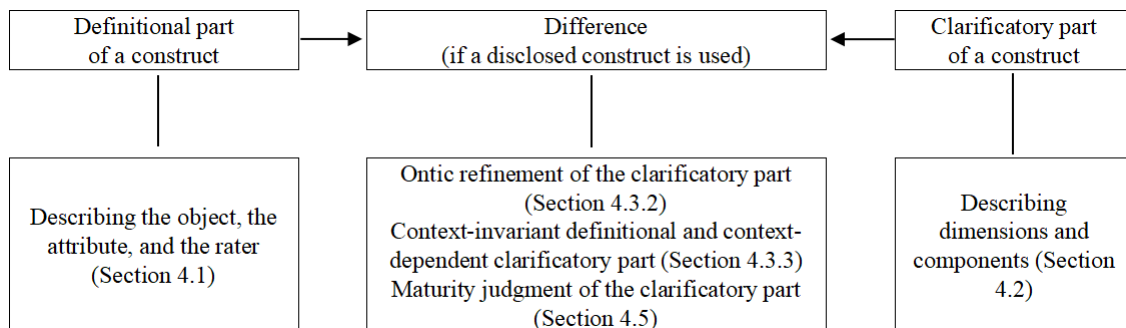 Definitional part
of a construct
Difference
(if a disclosed construct is used)
Clarificatory part
of a construct
Describing the object, the
attribute, and the rater
(Section 4.1)
Ontic refinement of the clarificatory part
(Section 4.3.2)
Context-invariant definitional and context-
dependent clarificatory part (Section 4.3.3)
Maturity judgment of the clarificatory part
(Section 4.5)
Describing
dimensions and
components (Section
4.2)